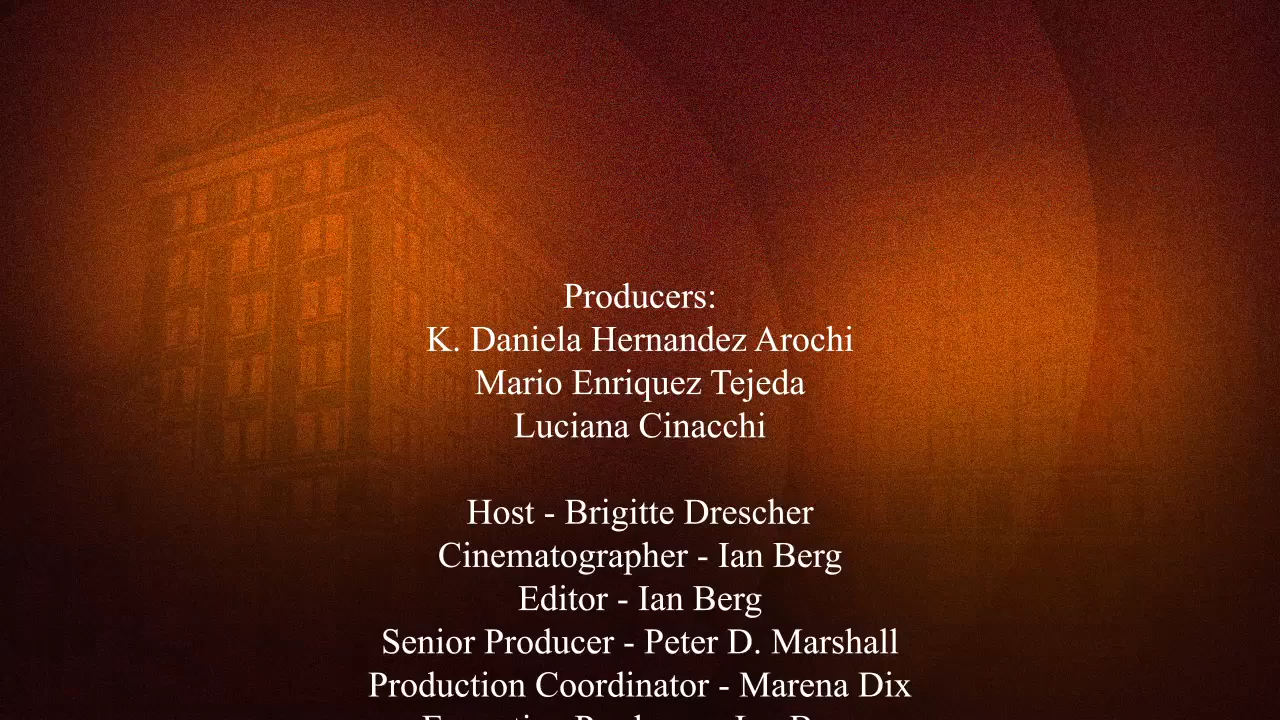 Producers:
K. Daniela Hernandez Arochi
Mario Enriquez Tejeda
Luciana Cinacchi
Host - Brigitte Drescher
Cinematographer - Ian Berg
Editor - Ian Berg
Senior Producer - Peter D. Marshall
Production Coordinator - Marena Dix